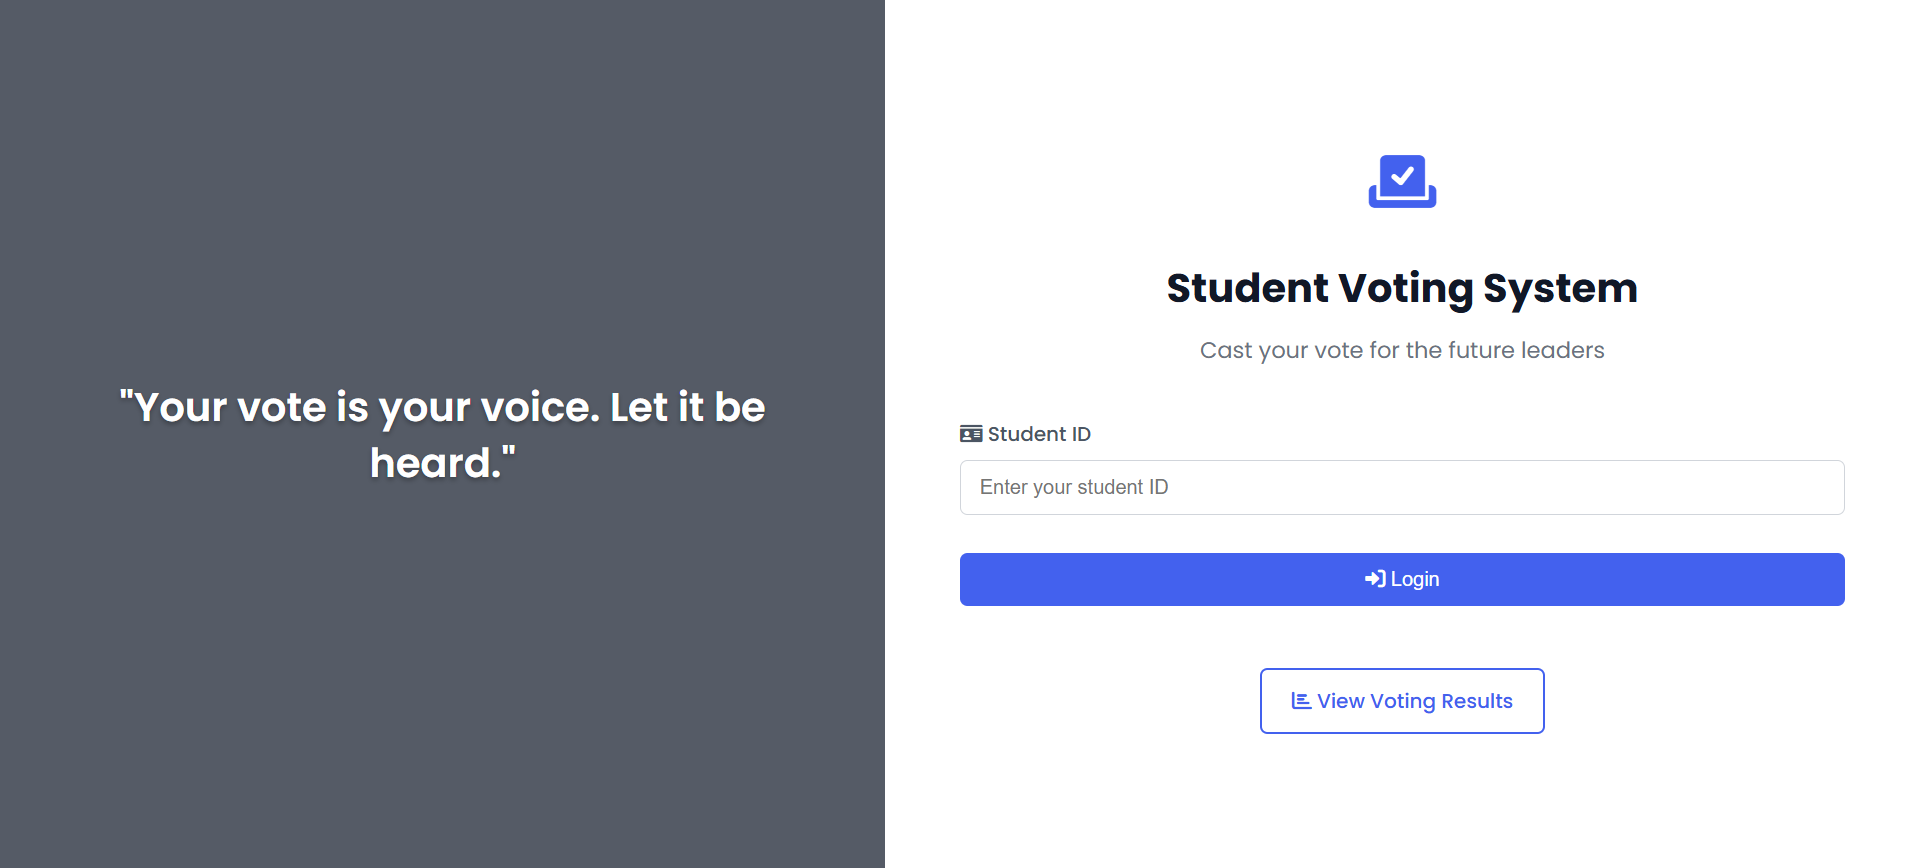 "Your vote is your voice. Let it be
heard."
Student Voting System
Cast your vote for the future leaders
Student ID
Enter your student ID
Login
View Voting Results